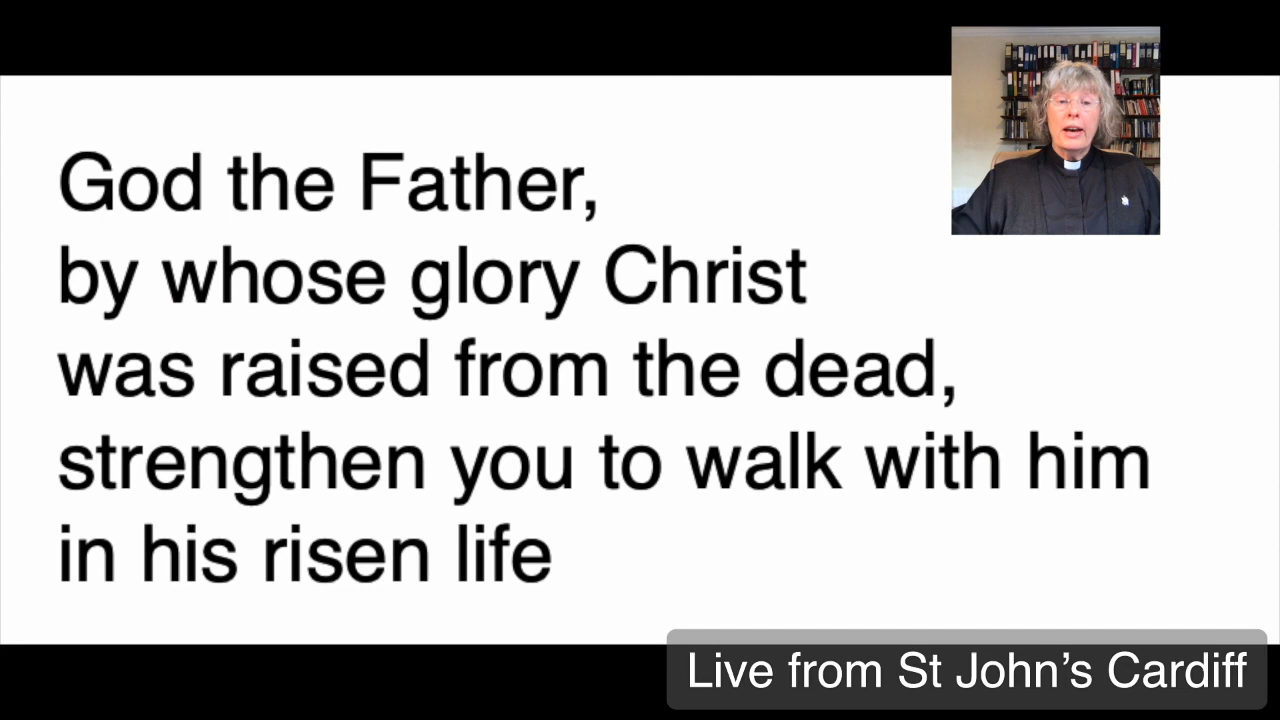 God the Father,
by whose glory Christ
was raised from the dead,
strengthen you to walk with him
in his risen life
Live from St John’s Cardiff